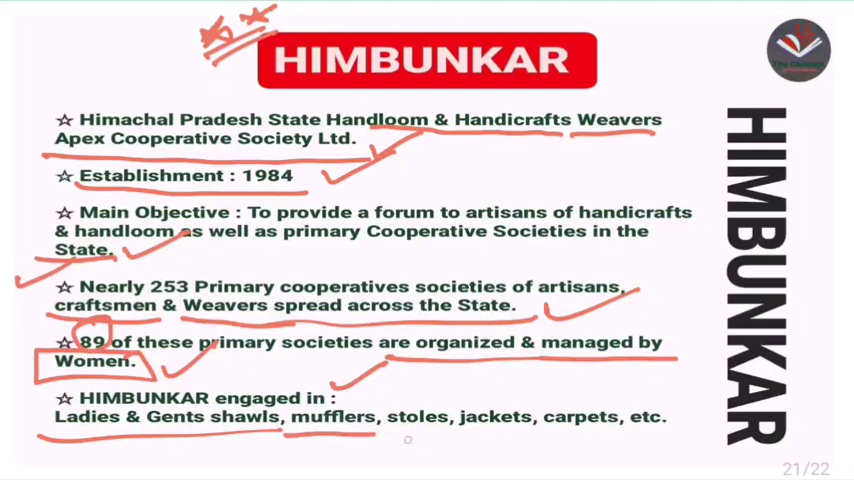 HIMBUNKAR
☆ Himachal Pradesh State Handloom & Handicrafts Weavers
Apex Cooperative Society Ltd.
☆ Establishment : 1984
☆ Main Objective : To provide a forum to artisans of handicrafts
& handloom as well as primary Cooperative Societies in the
State.
☆ Nearly 253 Primary cooperatives societies of artisans,
craftsmen & Weavers spread across the State.
☆ 89 of these primary societies are organized & managed by
Women.
☆ HIMBUNKAR engaged in :
Ladies & Gents shawls, mufflers, stoles, jackets, carpets, etc.
HIMBUNKAR
21/22